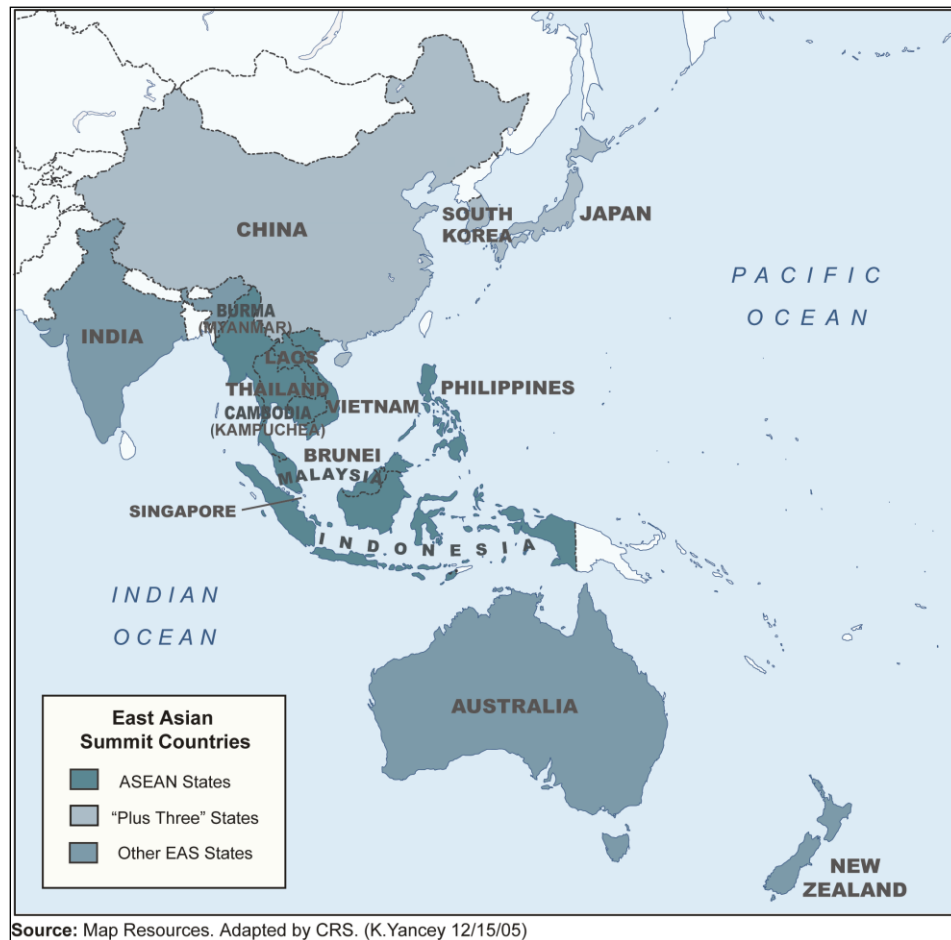 CHINA
SOUTH
KOREA
JAPAN
PACIFIC
OCEAN
INDIA
BURMA
(MYANMAR)
LAOS
THAILAND
VIETNAM
CAMBODIA
(KAMPUCHEA)
PHILIPPINES
BRUNEI
MALAYSIA
SINGAPORE
INDONESIA
INDIAN
OCEAN
AUSTRALIA
NEW
ZEALAND
East Asian
Summit Countries
ASEAN States
“Plus Three” States
Other EAS States
Source: Map Resources. Adapted by CRS. (K.Yancey 12/15/05)